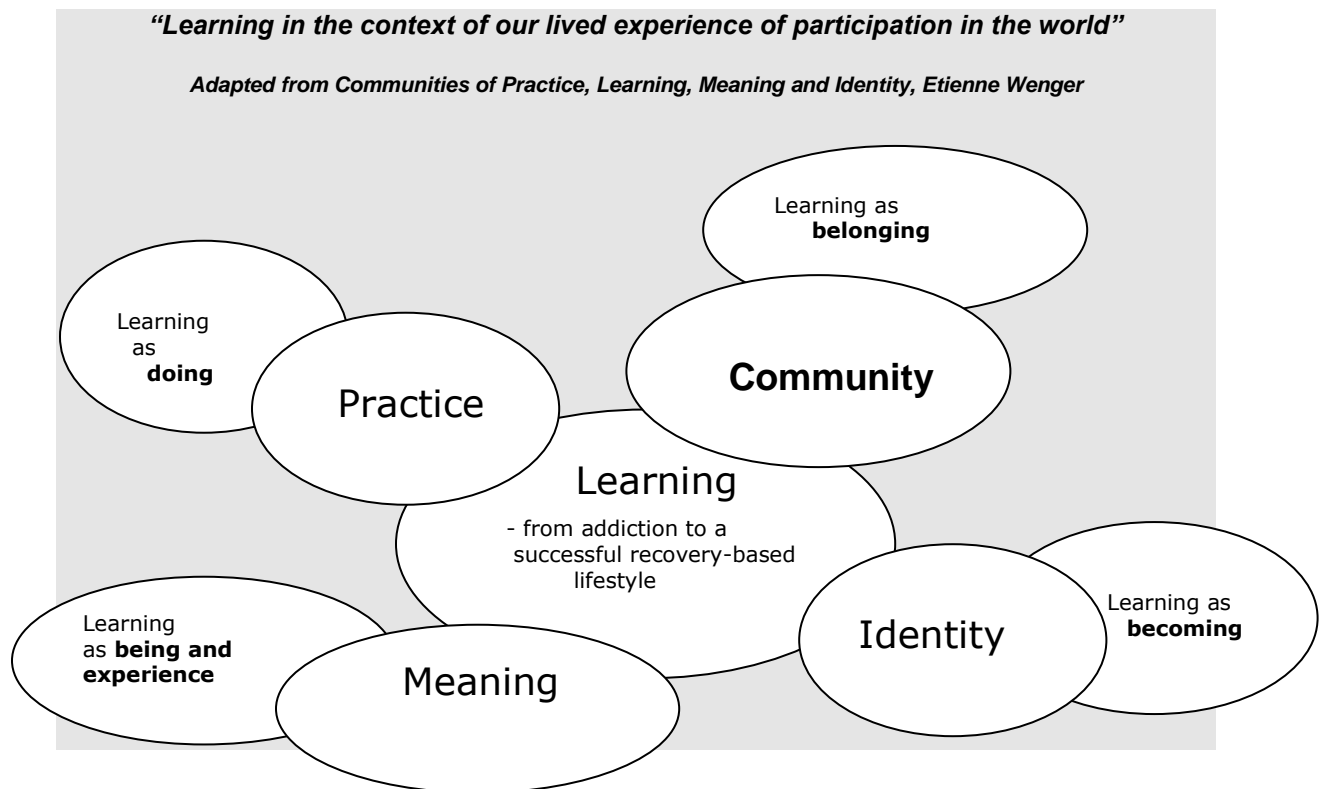 “Learning in the context of our lived experience of participation in the world”
Adapted from Communities of Practice, Learning, Meaning and Identity, Etienne Wenger
Learning as
belonging
Learning
as
doing
Community
Practice
Learning
- from addiction to a
successful recovery-based
lifestyle
Learning as
becoming
Identity
Learning
as being and
experience
Meaning